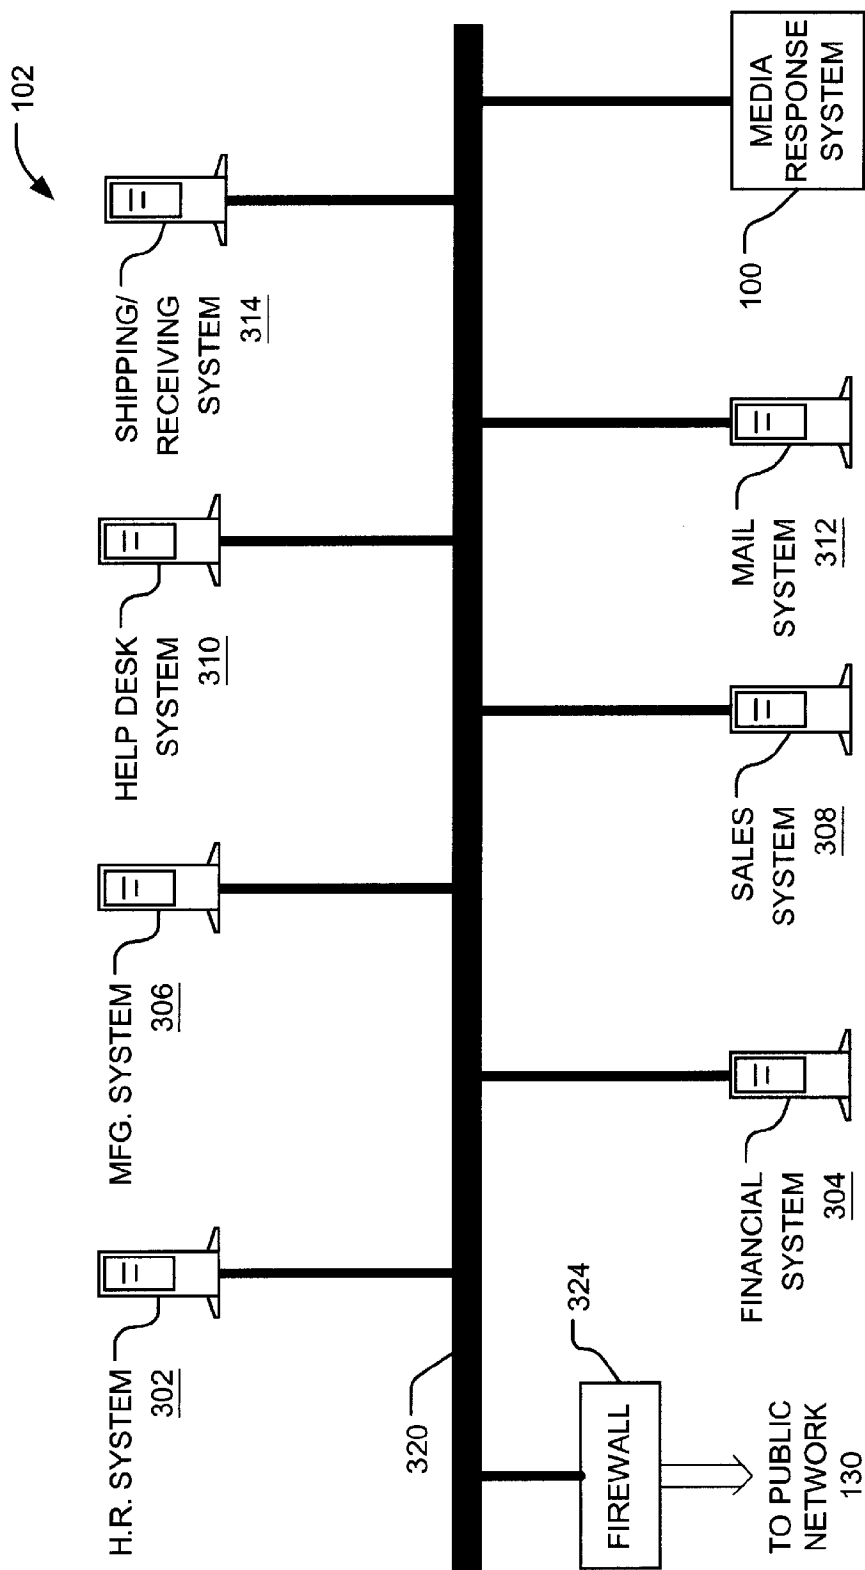 102
H.R. SYSTEM
302
MFG. SYSTEM
306
HELP DESK
SYSTEM
310
SHIPPING/
RECEIVING
SYSTEM
314
320
FIREWALL
324
TO PUBLIC
NETWORK
130
FINANCIAL
SYSTEM
304
SALES
SYSTEM
308
MAIL
SYSTEM
312
MEDIA
RESPONSE
SYSTEM
100